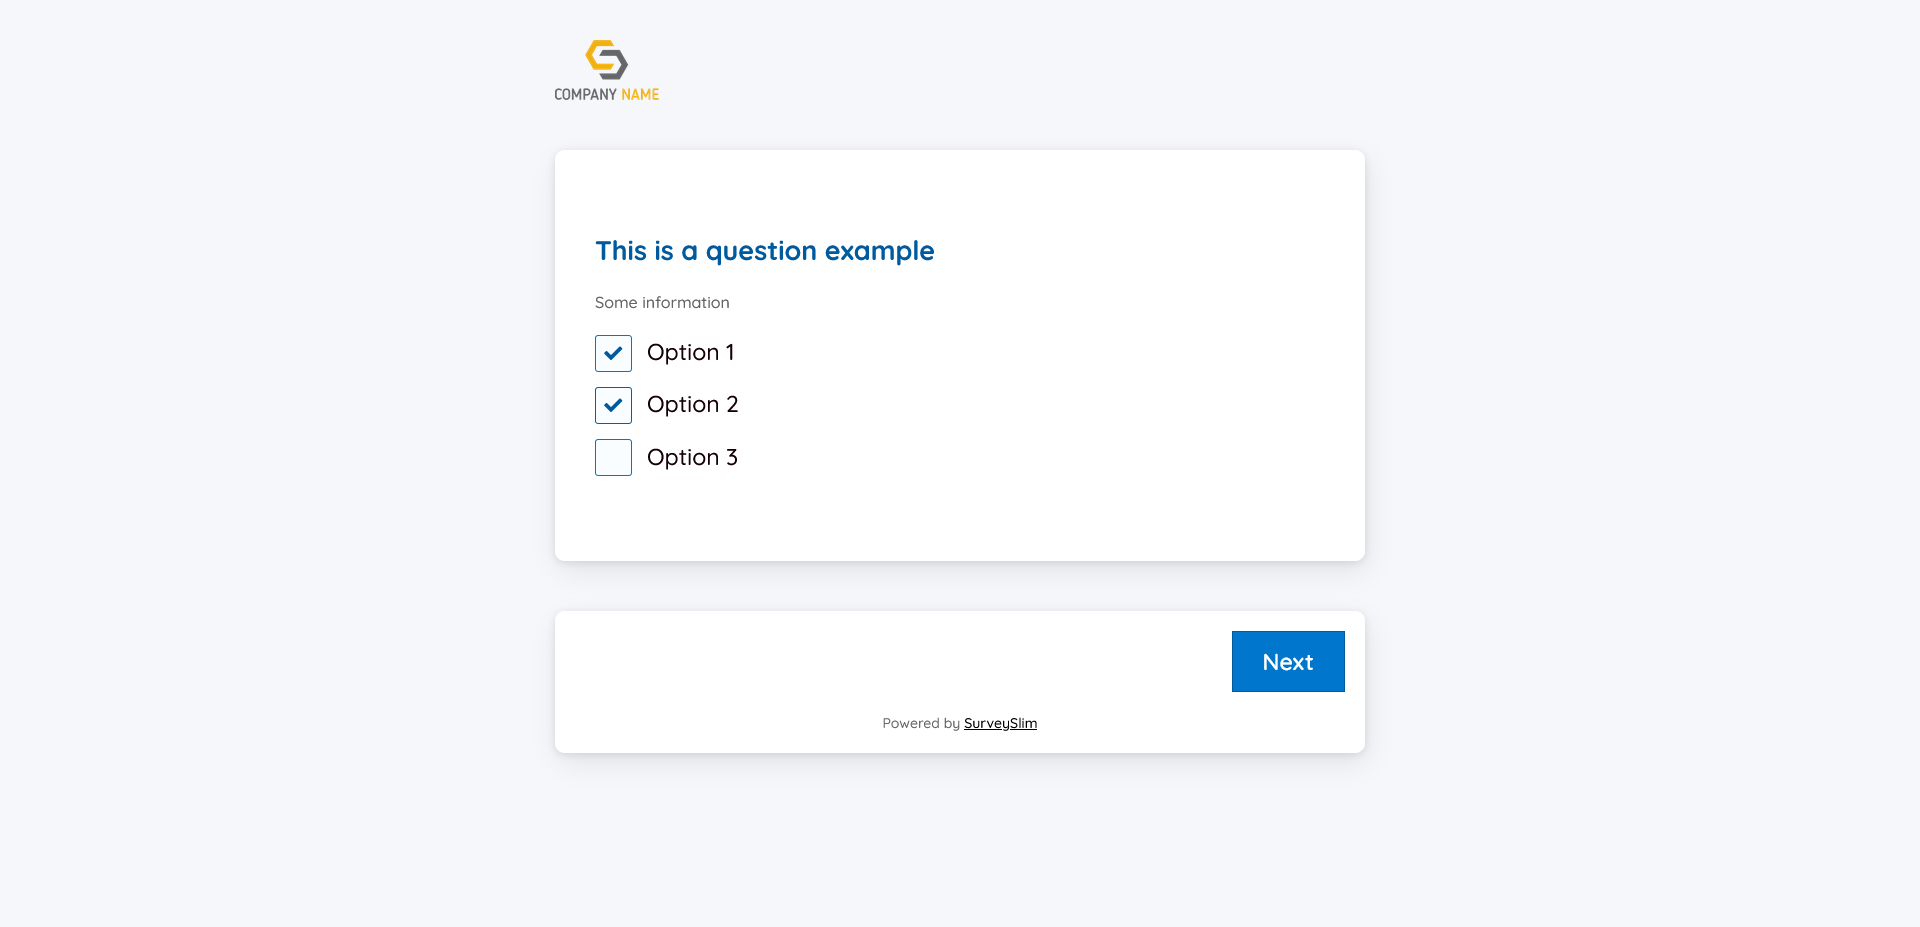 COMPANY NAME
This is a question example
Some information
Option 1
Option 2
Option 3
Next
Powered by SurveySlim